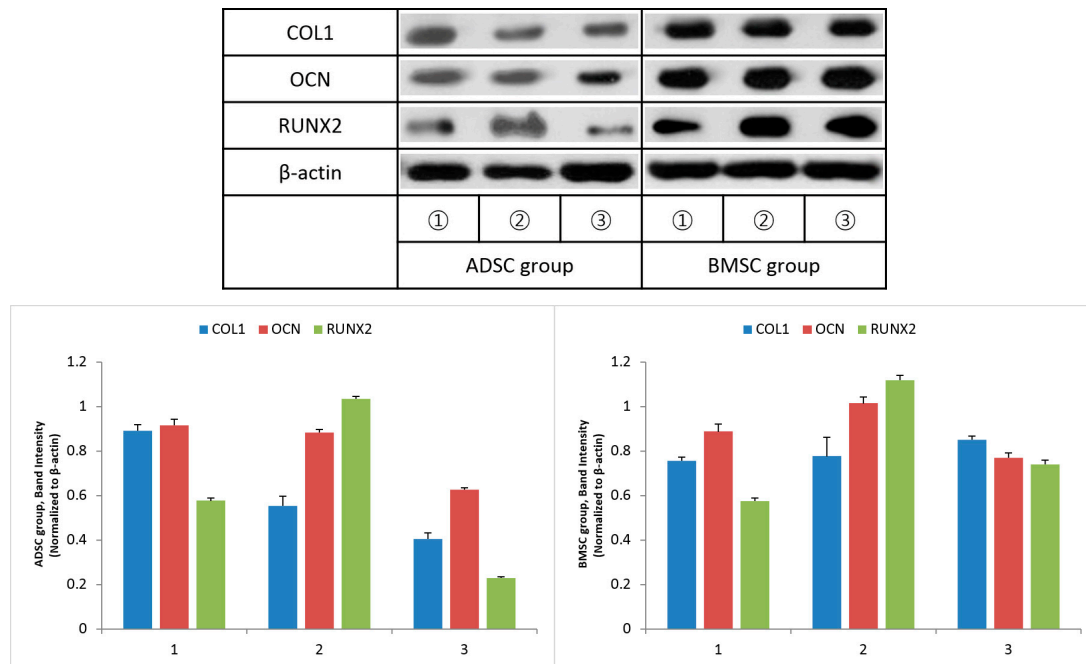 COL1
OCN
RUNX2
β-actin
① ② ③ ① ② ③
ADSC group BMSC group
COL1 OCN RUNX2
ADSC group, Band Intensity
(Normalized to β-actin)
1.2
1
0.8
0.6
0.4
0.2
0
1 2 3
COL1 OCN RUNX2
BMSC group, Band Intensity
(Normalized to β-actin)
1.2
1
0.8
0.6
0.4
0.2
0
1 2 3